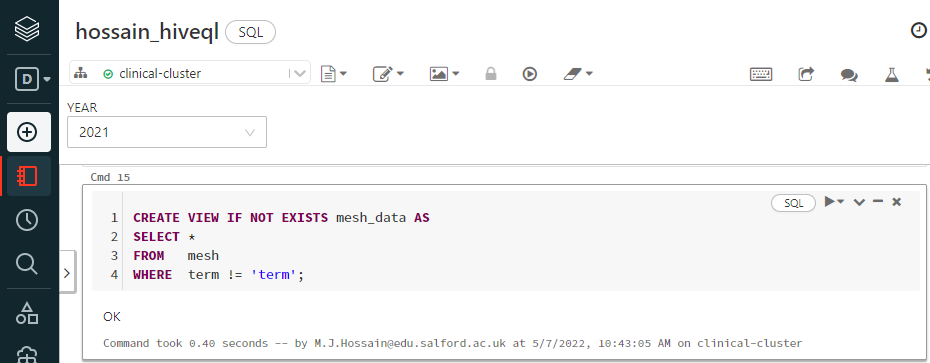 hossain_hiveql SQL
D
clinical-cluster
YEAR
2021
Cmd 15
SQL
1 CREATE VIEW IF NOT EXISTS mesh_data AS
2 SELECT *
3 FROM   mesh
4 WHERE  term != 'term';
OK
Command took 0.40 seconds -- by M.J.Hossain@edu.salford.ac.uk at 5/7/2022, 10:43:05 AM on clinical-cluster